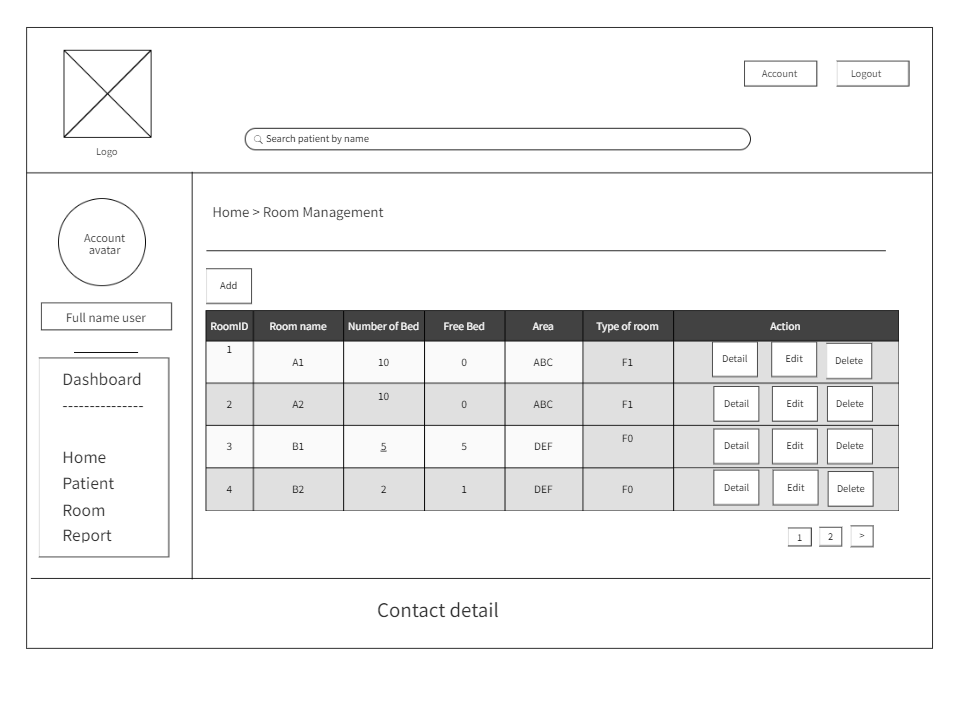 Account Logout
Search patient by name
Logo
Account
avatar
Full name user
Dashboard
---------------
Home
Patient
Room
Report
Home > Room Management
Add
RoomID Room name Number of Bed Free Bed Area Type of room Action
1 A1 10 0 ABC F1 Detail Edit Delete
2 A2 10 0 ABC F1 Detail Edit Delete
3 B1 5 5 DEF F0 Detail Edit Delete
4 B2 2 1 DEF F0 Detail Edit Delete
1 2 >
Contact detail